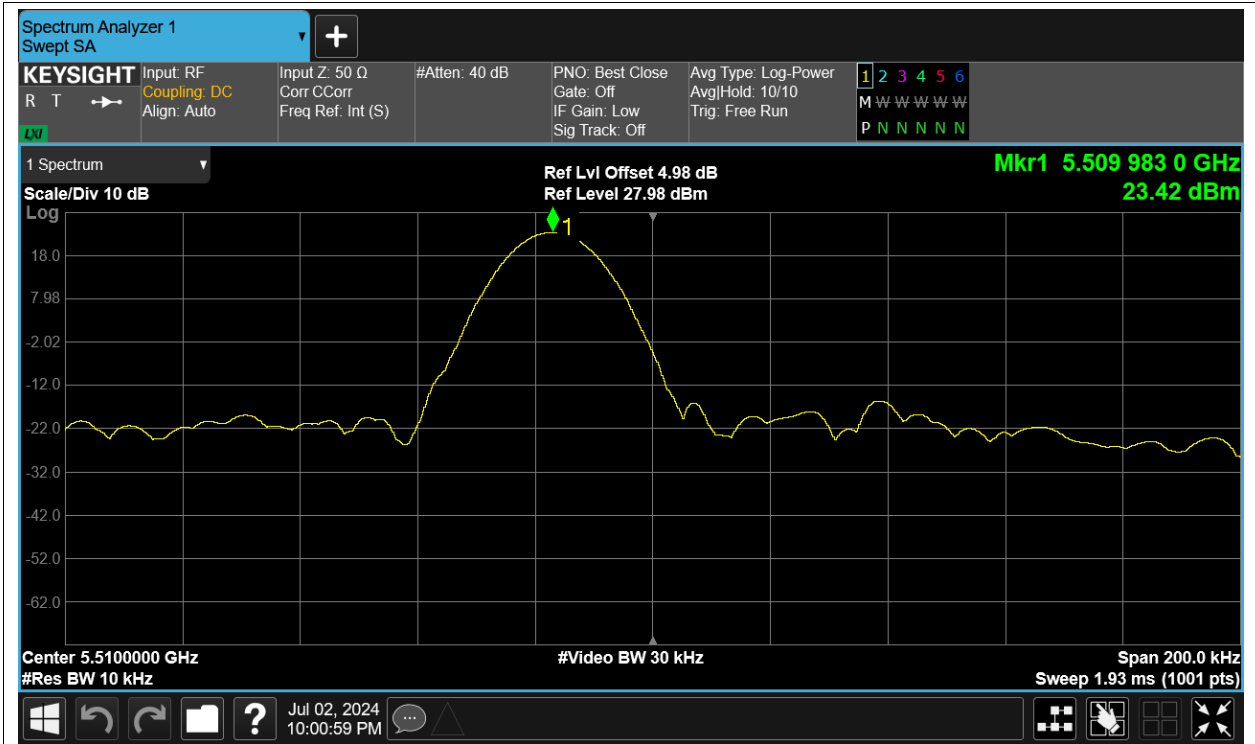 Spectrum Analyzer 1
Swept SA
KEYSIGHT
R T
LXI
Input: RF
Coupling: DC
Align: Auto
Input Z: 50 Ω
Corr CCorr
Freq Ref: Int (S)
#Atten: 40 dB
PNO: Best Close
Gate: Off
IF Gain: Low
Sig Track: Off
Avg Type: Log-Power
Avg|Hold: 10/10
Trig: Free Run
1 2 3 4 5 6
M W W W W W
P N N N N N
1 Spectrum
Scale/Div 10 dB
Log
Ref Lvl Offset 4.98 dB
Ref Level 27.98 dBm
Mkr1 5.509 983 0 GHz
23.42 dBm
1
18.0
7.98
-2.02
-12.0
-22.0
-32.0
-42.0
-52.0
-62.0
Center 5.5100000 GHz
#Res BW 10 kHz
#Video BW 30 kHz
Span 200.0 kHz
Sweep 1.93 ms (1001 pts)
?
Jul 02, 2024
10:00:59 PM